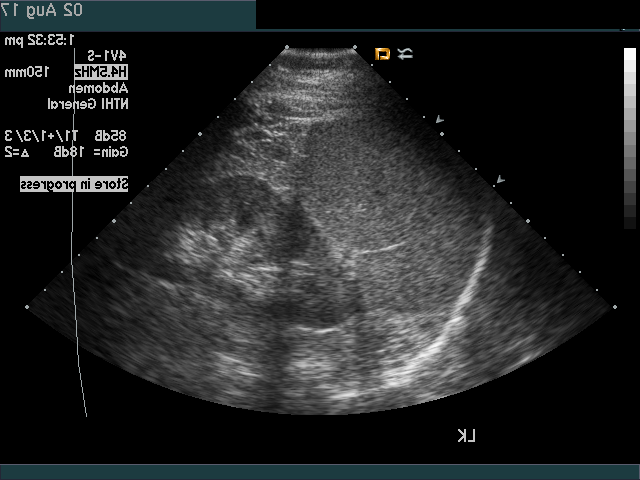 02 Aug 17
1:53:32 pm
4V1-S
H4.5MHz 150mm
Abdomen
NTHI General
85dB T1/+1/3/3
Gain= 18dB Δ=2
Store in progress
LK